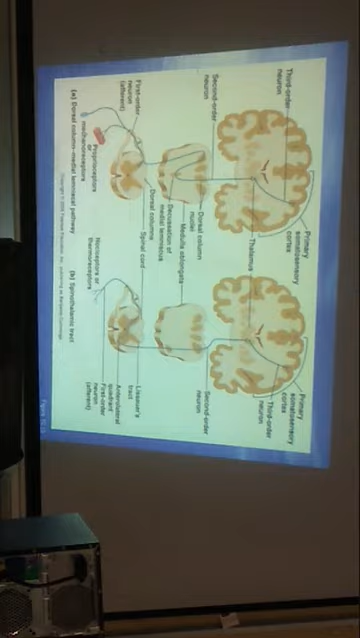 Third-order
neuron
Primary
somatosensory
cortex
Thalamus
Second-order
neuron
Dorsal column
nuclei
Medulla oblongata
Decussation of
medial lemniscus
First-order
neuron
(afferent)
Dorsal columns
Spinal cord
Proprioceptors
or
mechanoreceptors
(a) Dorsal column–medial lemniscal pathway
Primary
somatosensory
cortex
Third-order
neuron
Second-order
neuron
Lissauer's
tract
Anterolateral
quadrant
First-order
neuron
(afferent)
Nociceptors or
thermoreceptors
(b) Spinothalamic tract